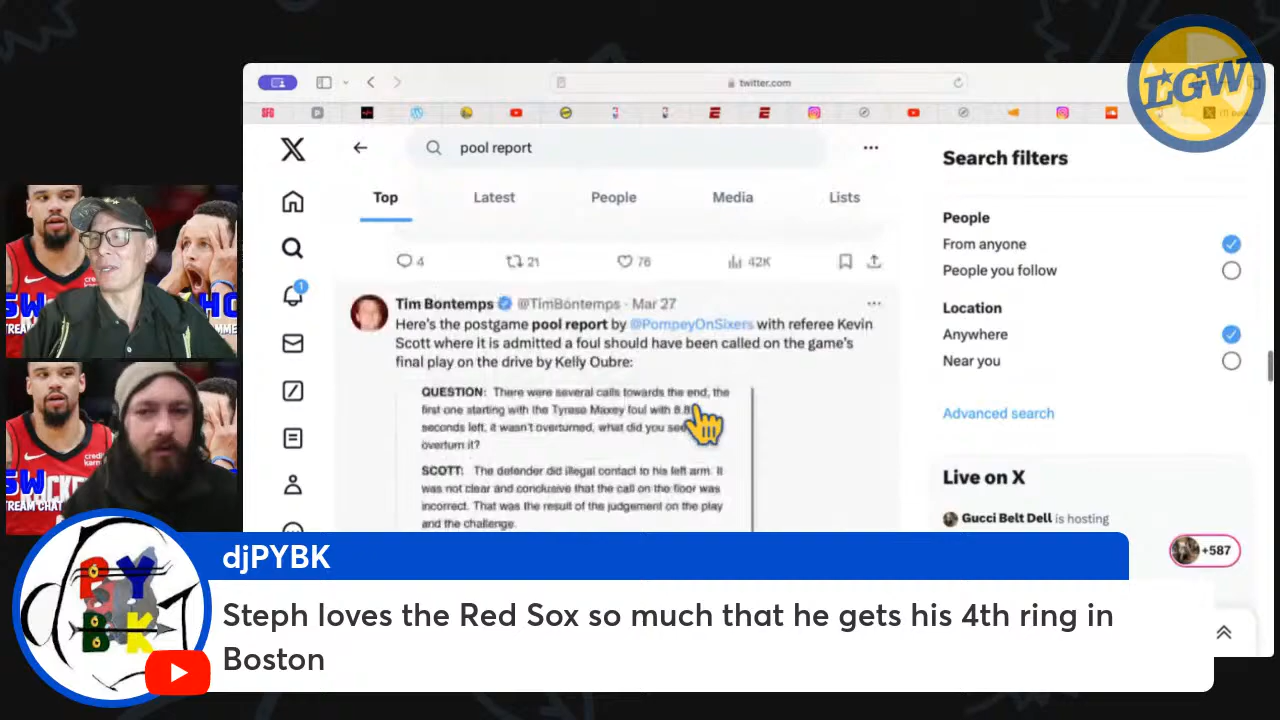 twitter.com
LGW
pool report
Top
Latest
People
Media
Lists
4
21
76
42K
Tim Bontemps @TimBontemps · Mar 27
Here's the postgame pool report by @PompeyOnSixers with referee Kevin
Scott where it is admitted a foul should have been called on the game's
final play on the drive by Kelly Oubre:
QUESTION: There were several calls towards the end, the
first one starting with the Tyrese Maxey foul with 8.8
seconds left, it wasn't overturned, what did you see
overturn it?
SCOTT: The defender did illegal contact to his left arm. It
was not clear and conclusive that the call on the floor was
incorrect. That was the result of the judgement on the play
and the challenge.
Search filters
People
From anyone
People you follow
Location
Anywhere
Near you
Advanced search
Live on X
Gucci Belt Dell is hosting
+587
1
PYBK
djPYBK
Steph loves the Red Sox so much that he gets his 4th ring in
Boston